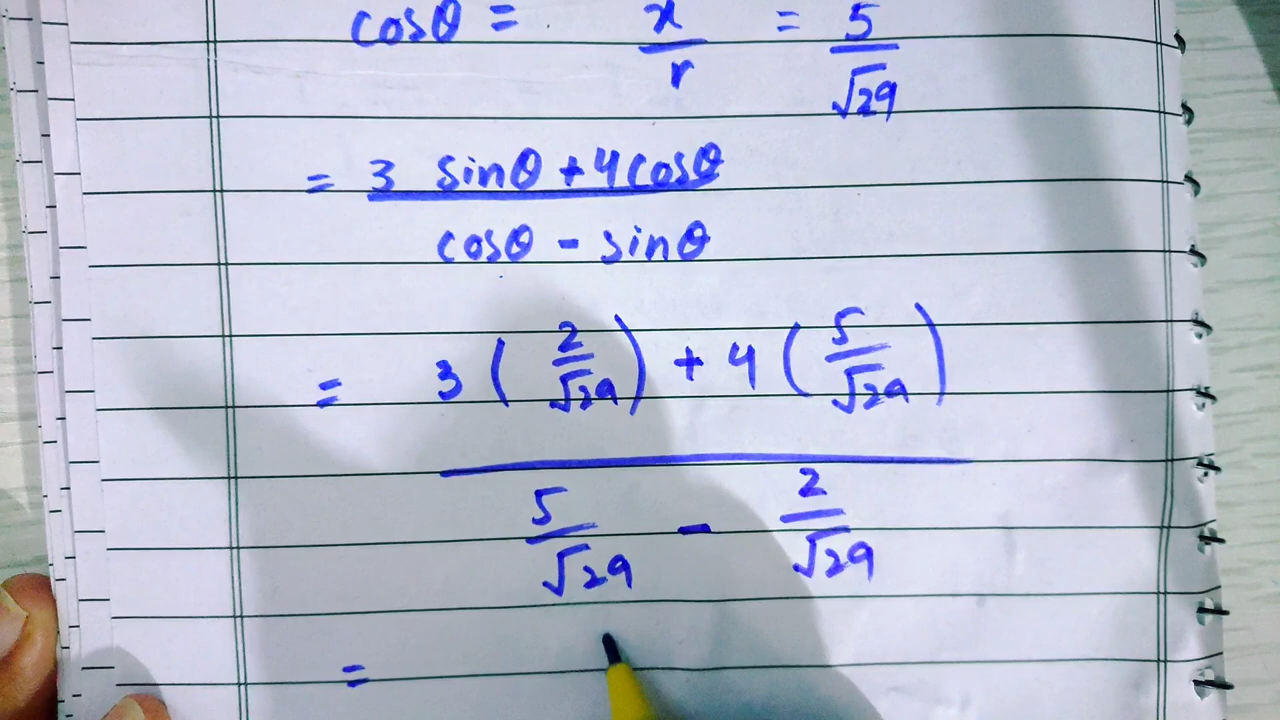 cosθ = x/r = 5/√29
= 3 sinθ + 4cosθ
cosθ - sinθ
= 3 ( 2/√29 ) + 4 ( 5/√29 )
5/√29 - 2/√29
=